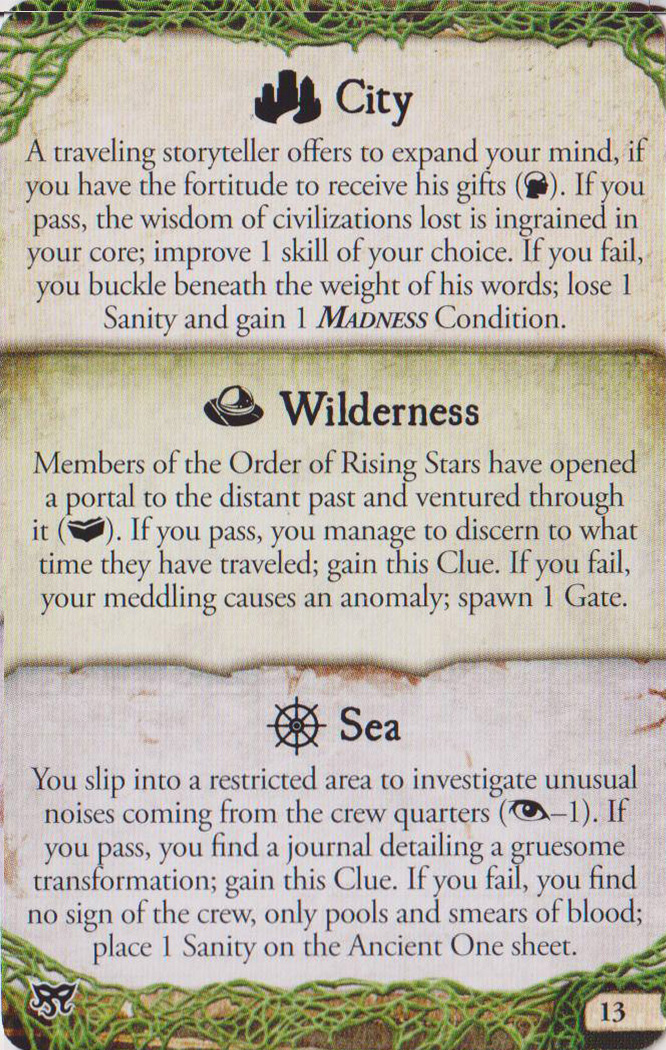 City
A traveling storyteller offers to expand your mind, if
you have the fortitude to receive his gifts ( ). If you
pass, the wisdom of civilizations lost is ingrained in
your core; improve 1 skill of your choice. If you fail,
you buckle beneath the weight of his words; lose 1
Sanity and gain 1 MADNESS Condition.
Wilderness
Members of the Order of Rising Stars have opened
a portal to the distant past and ventured through
it ( ). If you pass, you manage to discern to what
time they have traveled; gain this Clue. If you fail,
your meddling causes an anomaly; spawn 1 Gate.
Sea
You slip into a restricted area to investigate unusual
noises coming from the crew quarters ( –1). If
you pass, you find a journal detailing a gruesome
transformation; gain this Clue. If you fail, you find
no sign of the crew, only pools and smears of blood;
place 1 Sanity on the Ancient One sheet.
13